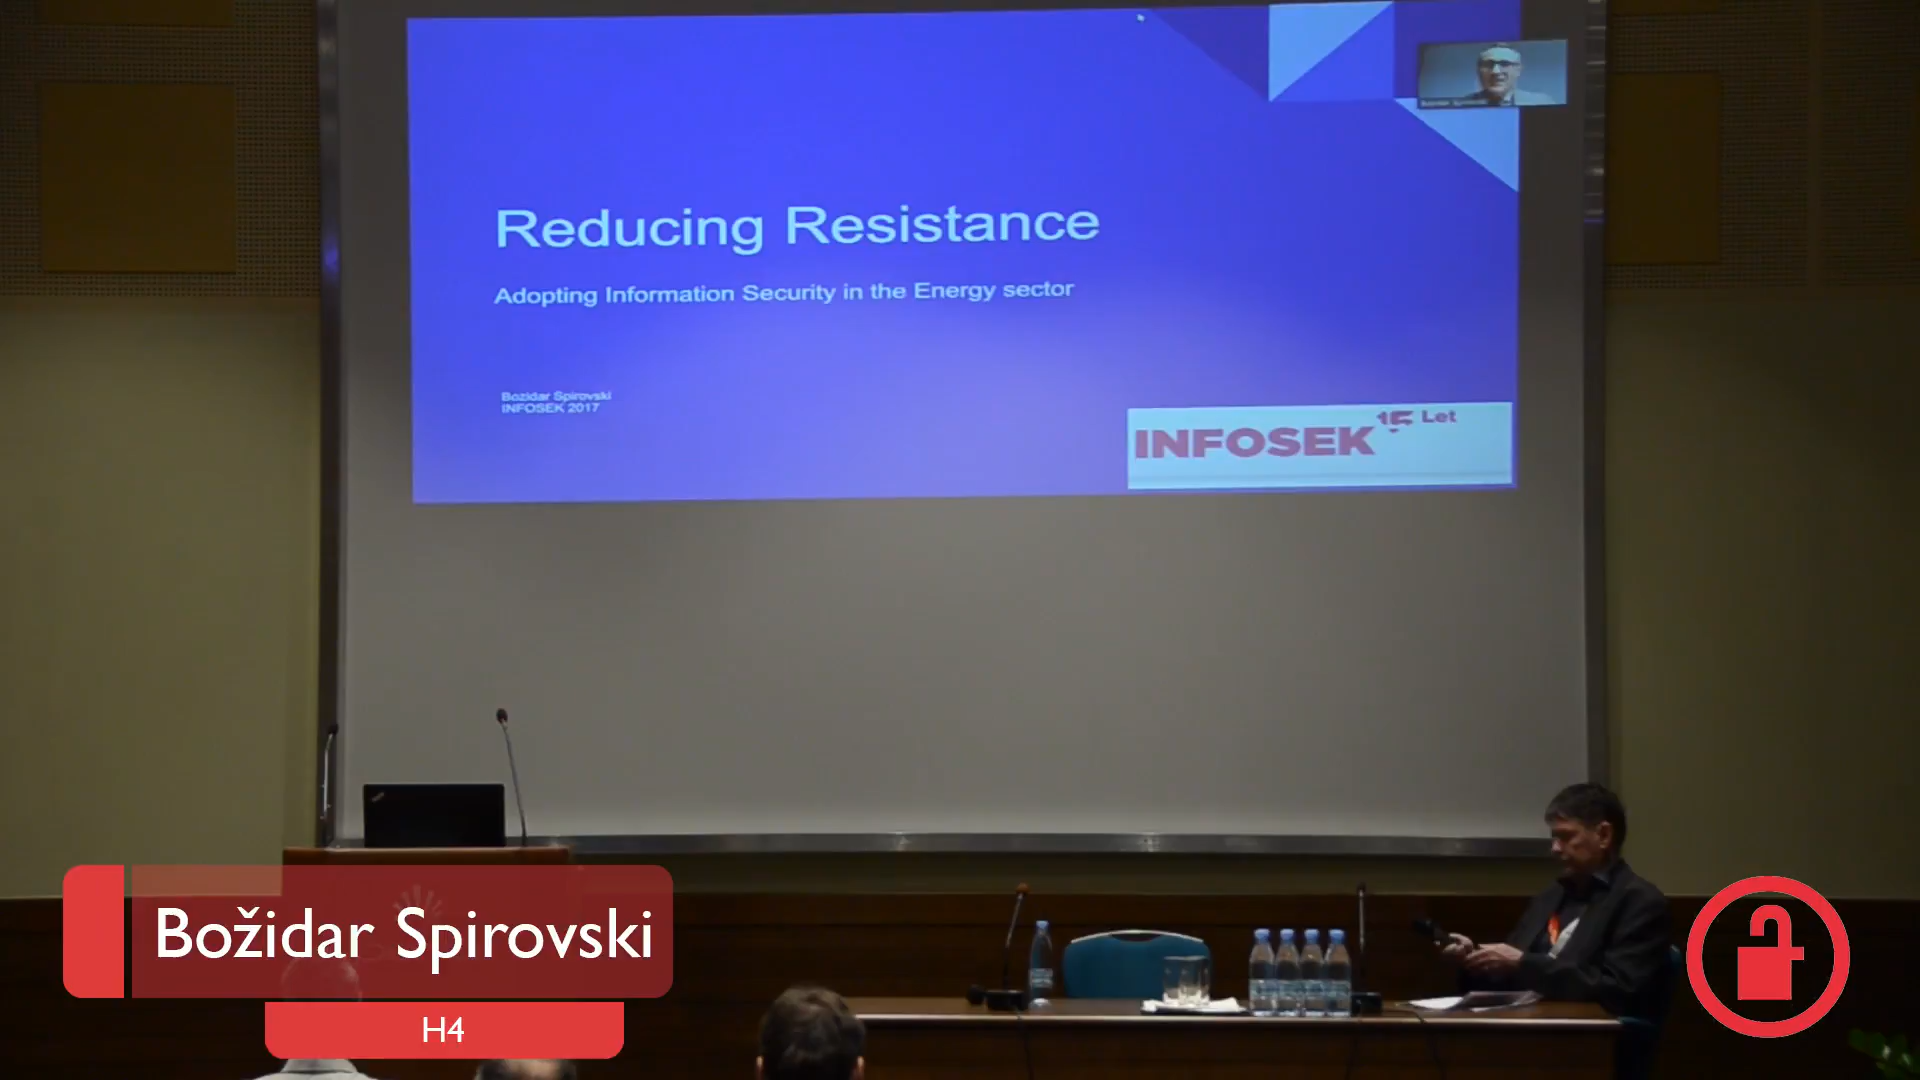 Reducing Resistance
Adopting Information Security in the Energy sector
Bozidar Spirovski
INFOSEK 2017
INFOSEK 15 Let
Božidar Spirovski
H4